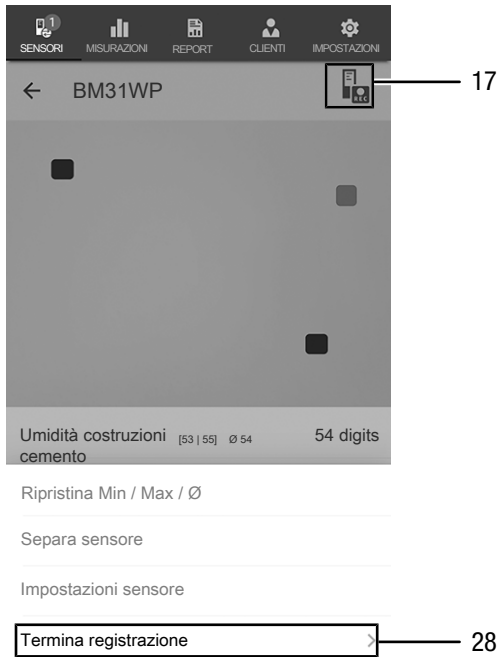 1
SENSORI MISURAZIONI REPORT CLIENTI IMPOSTAZIONI
← BM31WP
REC
17
Umidità costruzioni [53 | 55] Ø 54 54 digits
cemento
Ripristina Min / Max / Ø
Separa sensore
Impostazioni sensore
Termina registrazione >
28